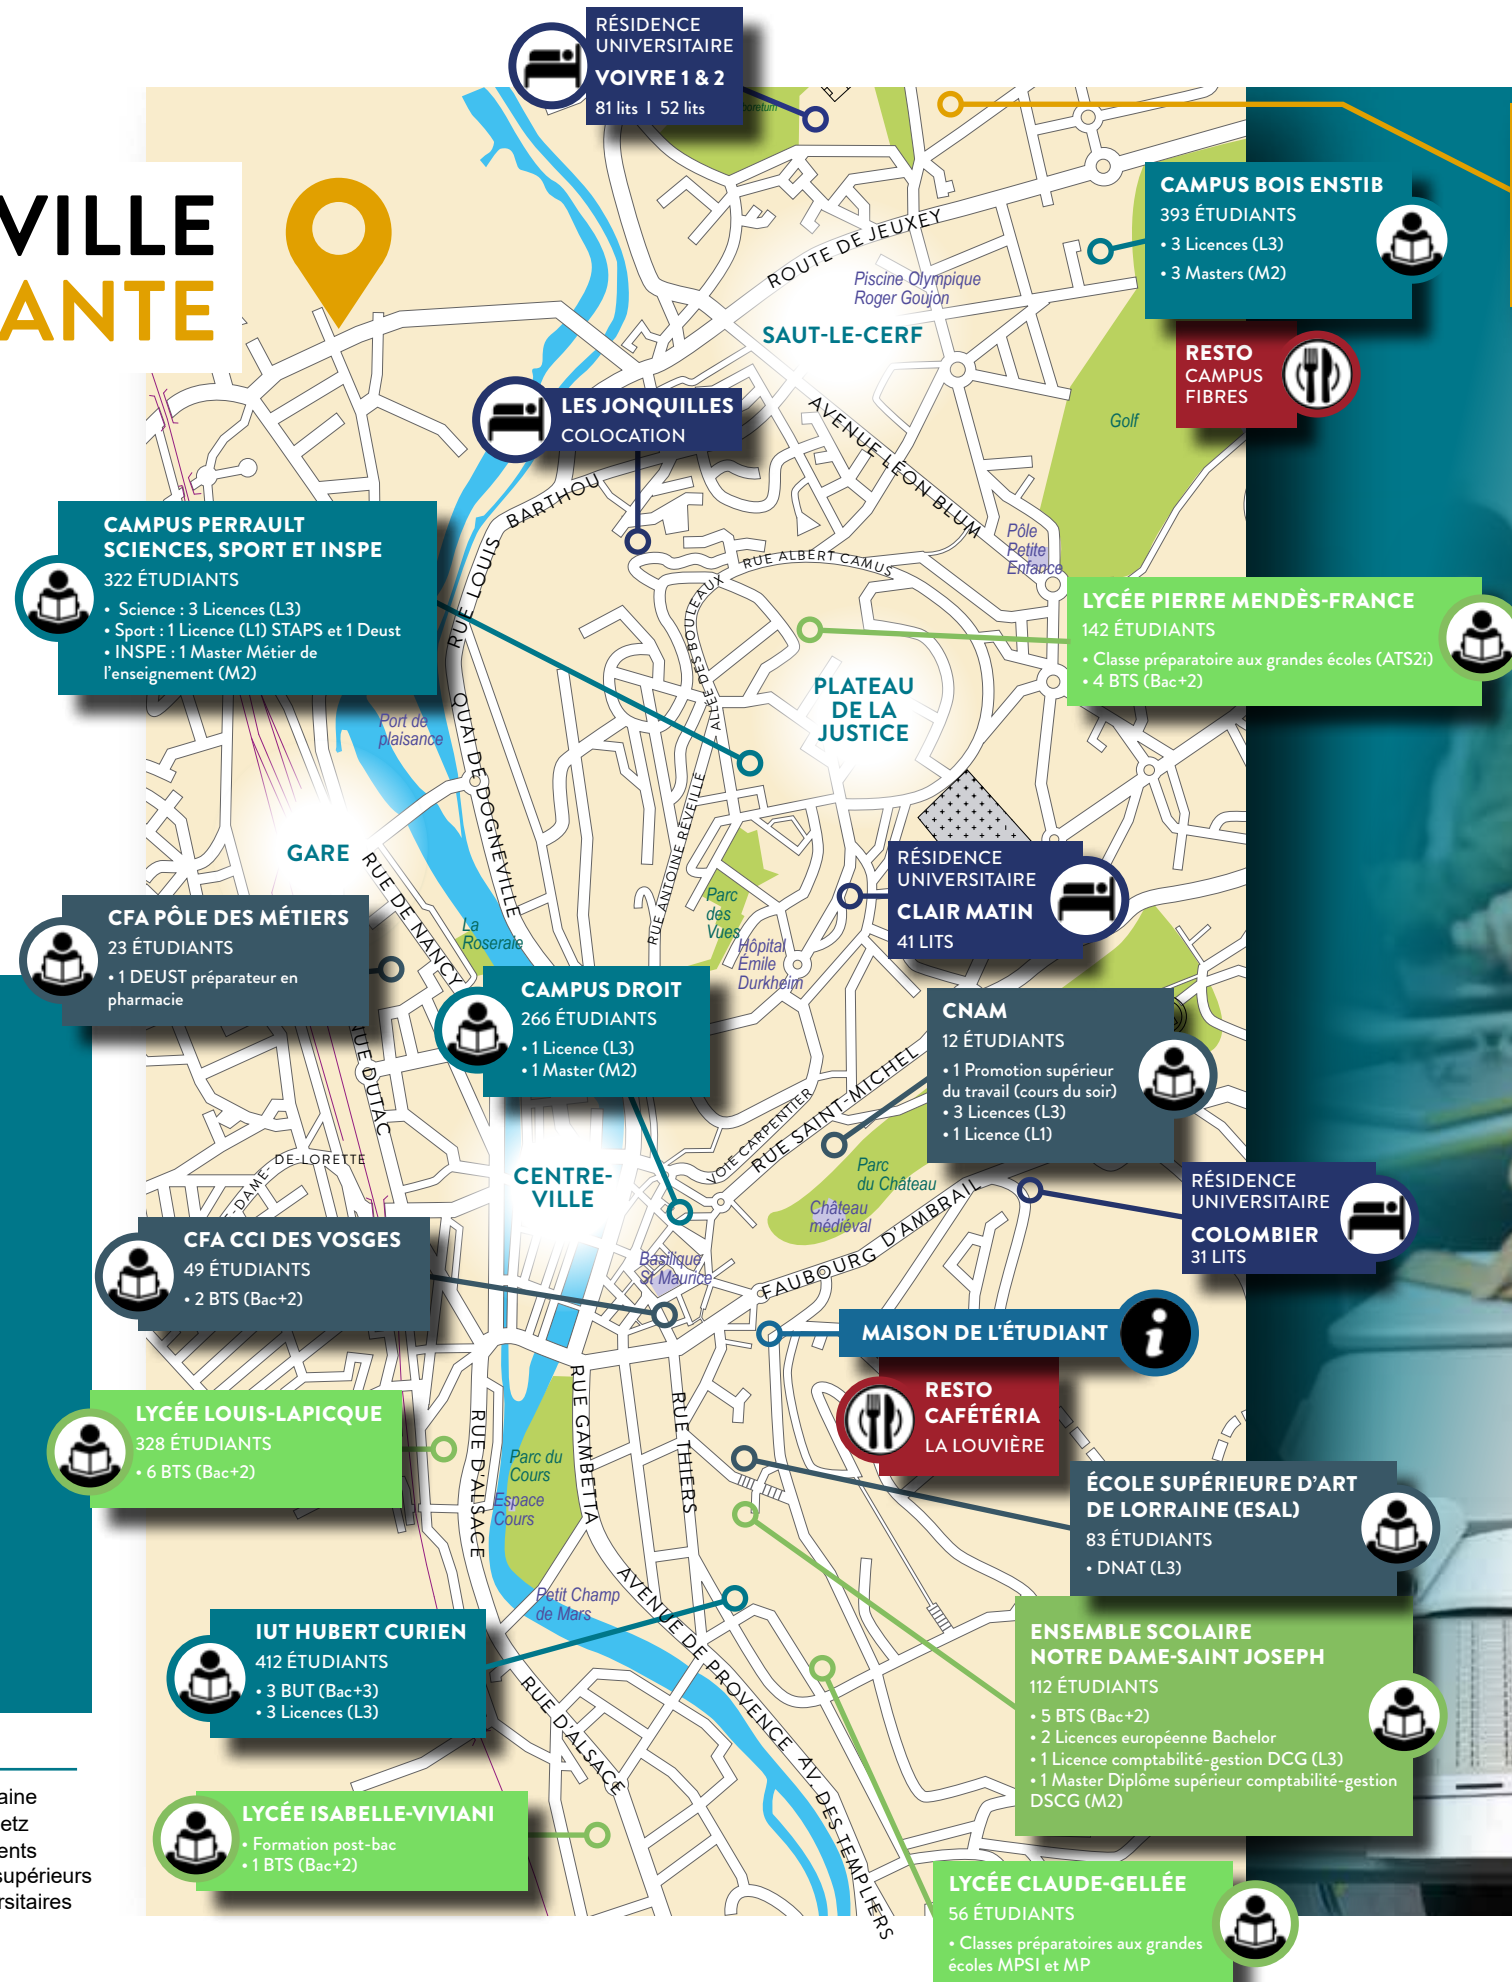 RÉSIDENCE
UNIVERSITAIRE
VOIVRE 1 & 2
81 lits I 52 lits
VILLE
ANTE
CAMPUS BOIS ENSTIB
393 ÉTUDIANTS
• 3 Licences (L3)
• 3 Masters (M2)
ROUTE DE JEUXEY
Piscine Olympique
Roger Goujon
SAUT-LE-CERF
RESTO
CAMPUS
FIBRES
LES JONQUILLES
COLOCATION
AVENUE LÉON BLUM
Golf
RUE LOUIS BARTHOU
CAMPUS PERRAULT
SCIENCES, SPORT ET INSPE
322 ÉTUDIANTS
• Science : 3 Licences (L3)
• Sport : 1 Licence (L1) STAPS et 1 Deust
• INSPE : 1 Master Métier de
l'enseignement (M2)
Pôle
Petite
Enfance
RUE ALBERT CAMUS
ALLÉE DES BOULEAUX
LYCÉE PIERRE MENDÈS-FRANCE
142 ÉTUDIANTS
• Classe préparatoire aux grandes écoles (ATS2i)
• 4 BTS (Bac+2)
PLATEAU
DE LA
JUSTICE
Port de
plaisance
QUAI DE DOGNEVILLE
RUE ANTOINE RÉVEILLÉ
GARE
RUE DE NANCY
RÉSIDENCE
UNIVERSITAIRE
CLAIR MATIN
41 LITS
CFA PÔLE DES MÉTIERS
23 ÉTUDIANTS
• 1 DEUST préparateur en
pharmacie
La
Roseraie
Parc
des
Vues
Hôpital
Émile
Durkheim
CAMPUS DROIT
266 ÉTUDIANTS
• 1 Licence (L3)
• 1 Master (M2)
CNAM
12 ÉTUDIANTS
• 1 Promotion supérieur
du travail (cours du soir)
• 3 Licences (L3)
• 1 Licence (L1)
DUTAC
VOIE CARPENTIER
RUE SAINT-MICHEL
-DAME-
DE-LORETTE
CENTRE-
VILLE
Parc
du Château
Château
médiéval
RÉSIDENCE
UNIVERSITAIRE
COLOMBIER
31 LITS
CFA CCI DES VOSGES
49 ÉTUDIANTS
• 2 BTS (Bac+2)
Basilique
St Maurice
FAUBOURG D'AMBRAIL
MAISON DE L'ÉTUDIANT
i
RESTO
CAFÉTÉRIA
LA LOUVIÈRE
LYCÉE LOUIS-LAPICQUE
328 ÉTUDIANTS
• 6 BTS (Bac+2)
RUE D'ALSACE
RUE GAMBETTA
RUE THIERS
Parc du
Cours
Espace
Cours
ÉCOLE SUPÉRIEURE D'ART
DE LORRAINE (ESAL)
83 ÉTUDIANTS
• DNAT (L3)
Petit Champ
de Mars
AVENUE DE PROVENCE
IUT HUBERT CURIEN
412 ÉTUDIANTS
• 3 BUT (Bac+3)
• 3 Licences (L3)
ENSEMBLE SCOLAIRE
NOTRE DAME-SAINT JOSEPH
112 ÉTUDIANTS
• 5 BTS (Bac+2)
• 2 Licences européenne Bachelor
• 1 Licence comptabilité-gestion DCG (L3)
• 1 Master Diplôme supérieur comptabilité-gestion
DSCG (M2)
RUE D'ALSACE
AV. DES TEMPLIERS
LYCÉE ISABELLE-VIVIANI
• Formation post-bac
• 1 BTS (Bac+2)
aine
etz
ents
supérieurs
rsitaires
LYCÉE CLAUDE-GELLÉE
56 ÉTUDIANTS
• Classes préparatoires aux grandes
écoles MPSI et MP